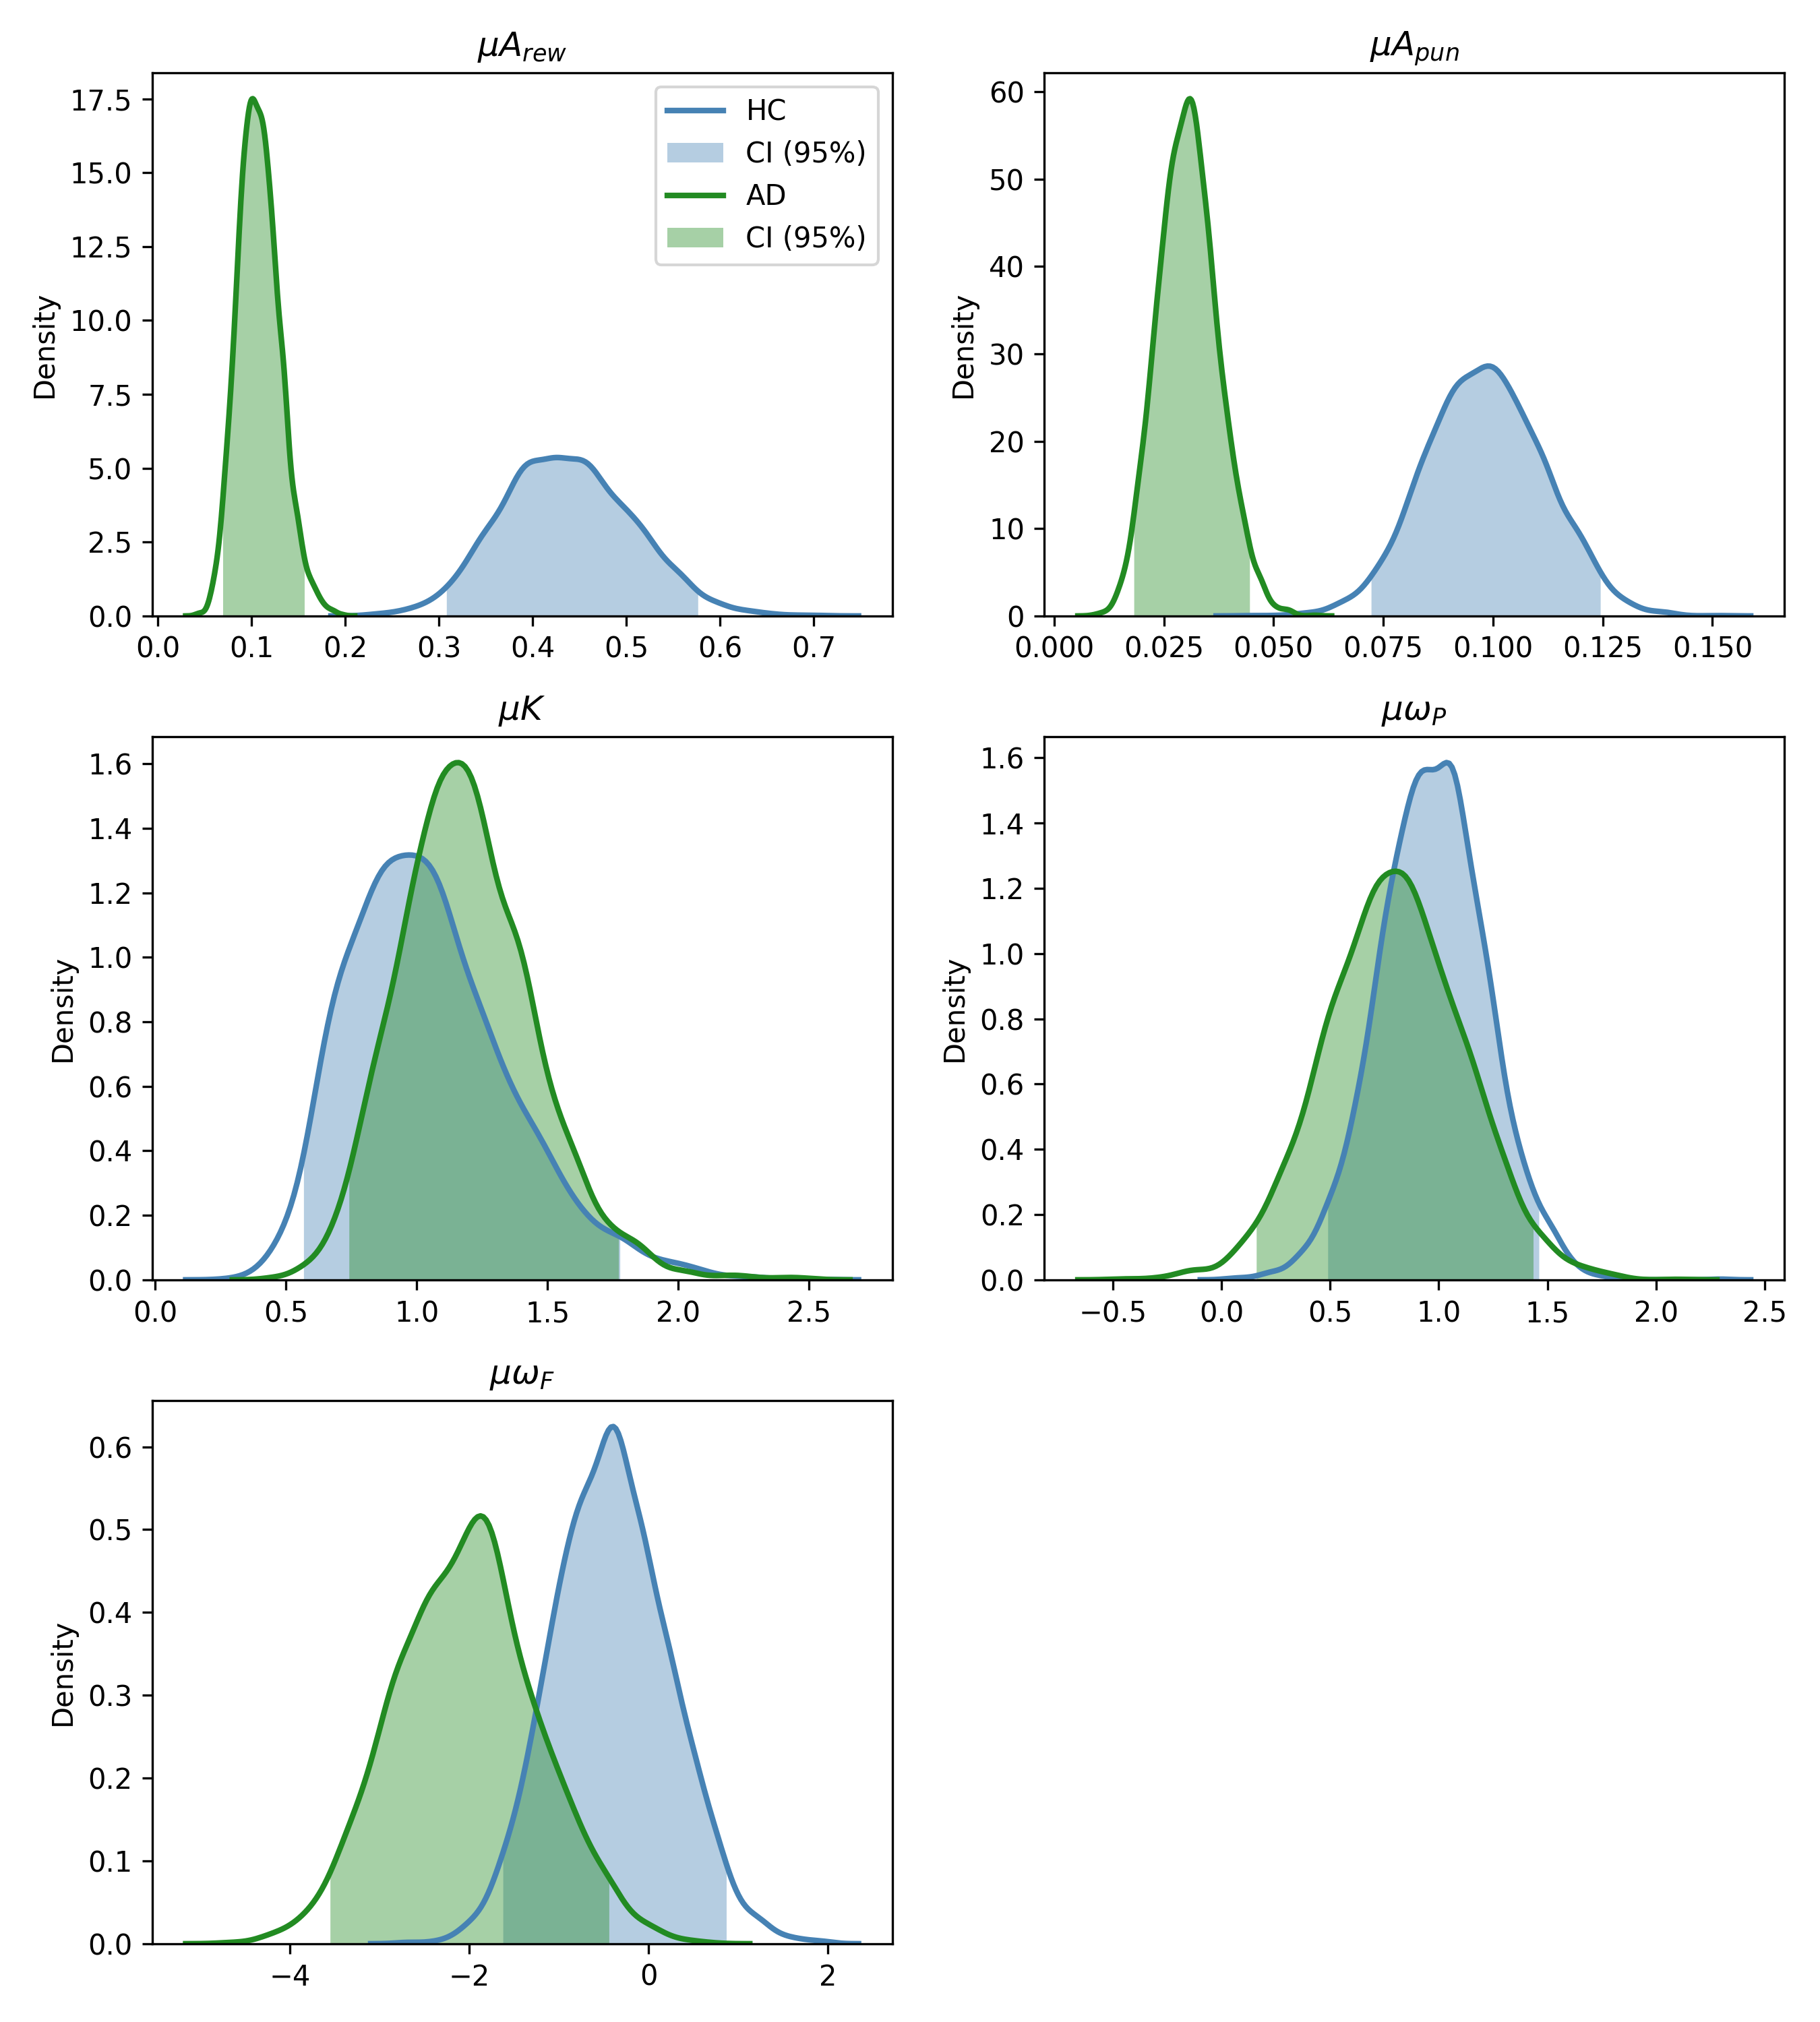 μA_rew
Density
17.5
15.0
12.5
10.0
7.5
5.0
2.5
0.0
0.0 0.1 0.2 0.3 0.4 0.5 0.6 0.7
HC
CI (95%)
AD
CI (95%)
μA_pun
Density
60
50
40
30
20
10
0
0.000 0.025 0.050 0.075 0.100 0.125 0.150
μK
Density
1.6
1.4
1.2
1.0
0.8
0.6
0.4
0.2
0.0
0.0 0.5 1.0 1.5 2.0 2.5
μω_P
Density
1.6
1.4
1.2
1.0
0.8
0.6
0.4
0.2
0.0
−0.5 0.0 0.5 1.0 1.5 2.0 2.5
μω_F
Density
0.6
0.5
0.4
0.3
0.2
0.1
0.0
−4 −2 0 2